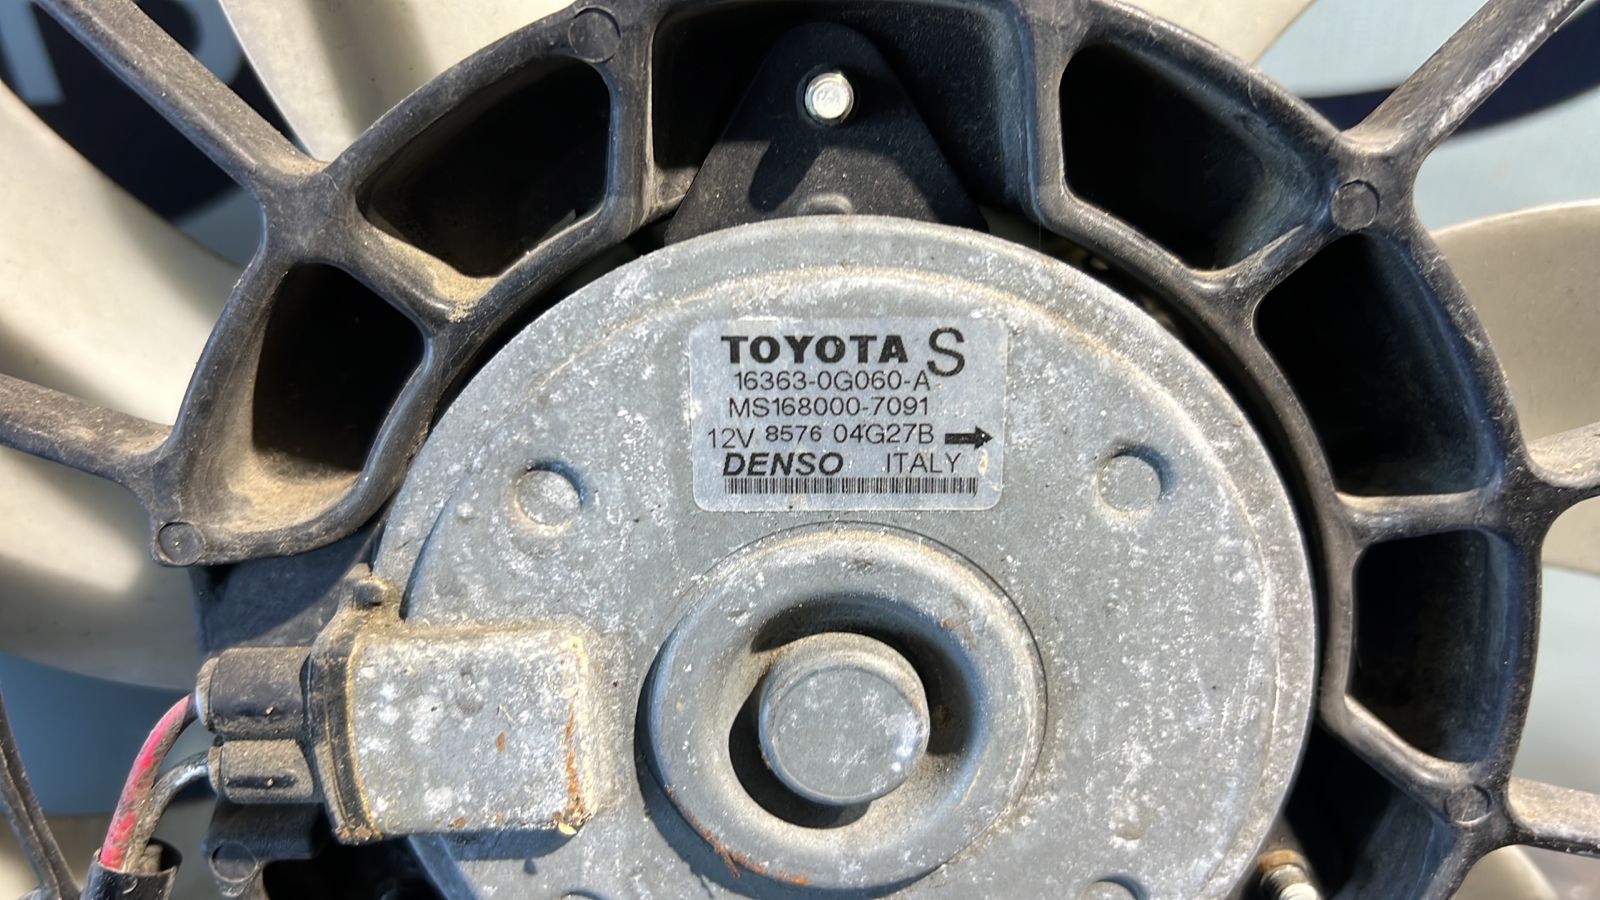 TOYOTA S
16363-0G060-A
MS168000-7091
12V 8576 04G27B
DENSO ITALY